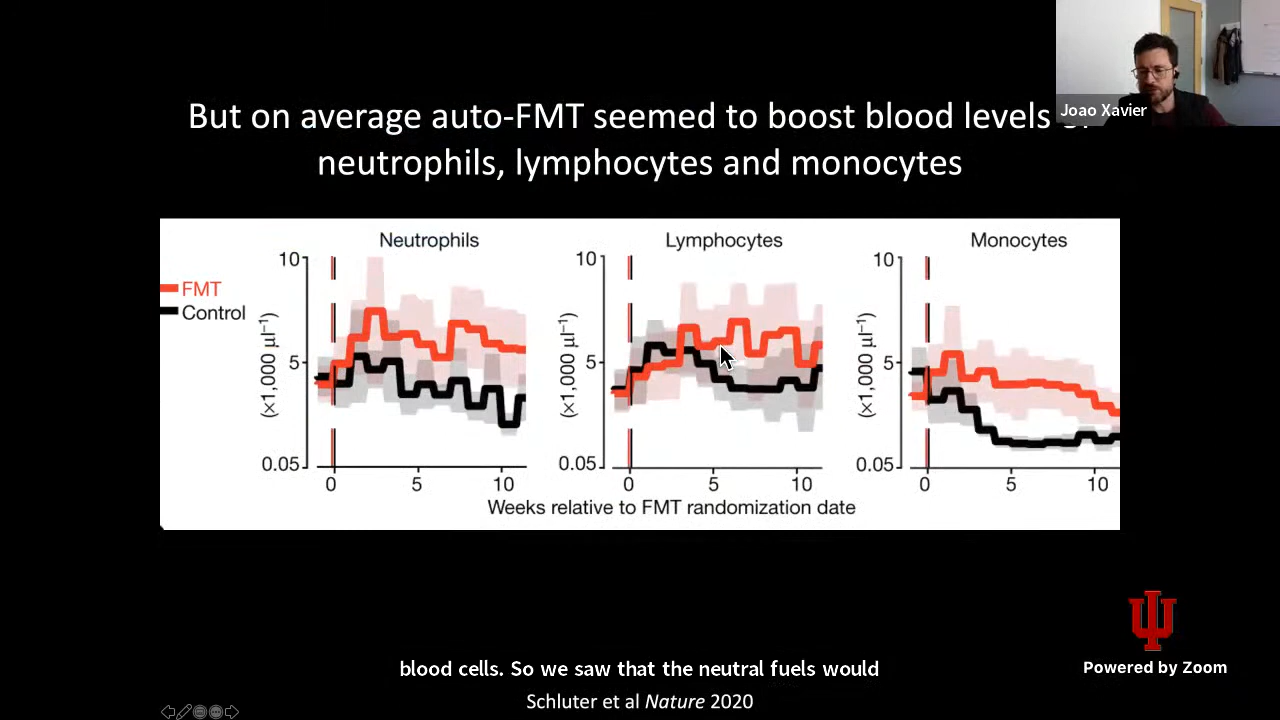 Joao Xavier
But on average auto-FMT seemed to boost blood levels
neutrophils, lymphocytes and monocytes
Neutrophils
Lymphocytes
Monocytes
FMT
Control
(×1,000 µl⁻¹)
10
5
0.05
0 5 10
(×1,000 µl⁻¹)
10
5
0.05
0 5 10
(×1,000 µl⁻¹)
10
5
0.05
0 5 10
Weeks relative to FMT randomization date
Powered by Zoom
blood cells. So we saw that the neutral fuels would
Schluter et al Nature 2020